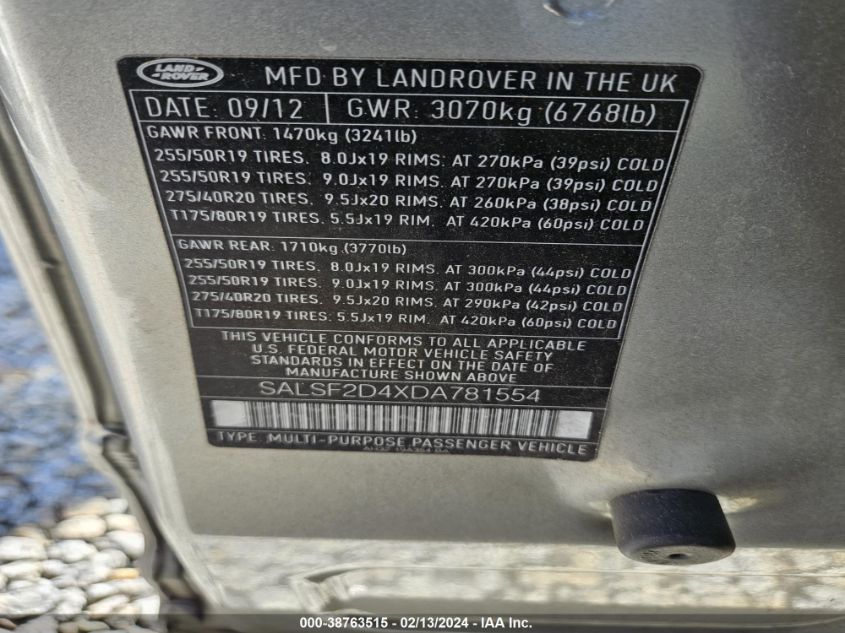 LAND
ROVER
MFD BY LANDROVER IN THE UK
DATE: 09/12 GWR: 3070kg (6768lb)
GAWR FRONT: 1470kg (3241lb)
255/50R19 TIRES. 8.0Jx19 RIMS: AT 270kPa (39psi) COLD
255/50R19 TIRES. 9.0Jx19 RIMS: AT 270kPa (39psi) COLD
275/40R20 TIRES. 9.5Jx20 RIMS: AT 260kPa (38psi) COLD
T175/80R19 TIRES. 5.5Jx19 RIM. AT 420kPa (60psi) COLD
GAWR REAR: 1710kg (3770lb)
255/50R19 TIRES. 8.0Jx19 RIMS. AT 300kPa (44psi) COLD
255/50R19 TIRES. 9.0Jx19 RIMS: AT 300kPa (44psi) COLD
275/40R20 TIRES. 9.5Jx20 RIMS: AT 290kPa (42psi) COLD
T175/80R19 TIRES: 5.5Jx19 RIM. AT 420kPa (60psi) COLD
THIS VEHICLE CONFORMS TO ALL APPLICABLE
U.S. FEDERAL MOTOR VEHICLE SAFETY
STANDARDS IN EFFECT ON THE DATE OF
MANUFACTURE SHOWN ABOVE
SALSF2D4XDA781554
TYPE: MULTI-PURPOSE PASSENGER VEHICLE
000-38763515 - 02/13/2024 - IAA Inc.